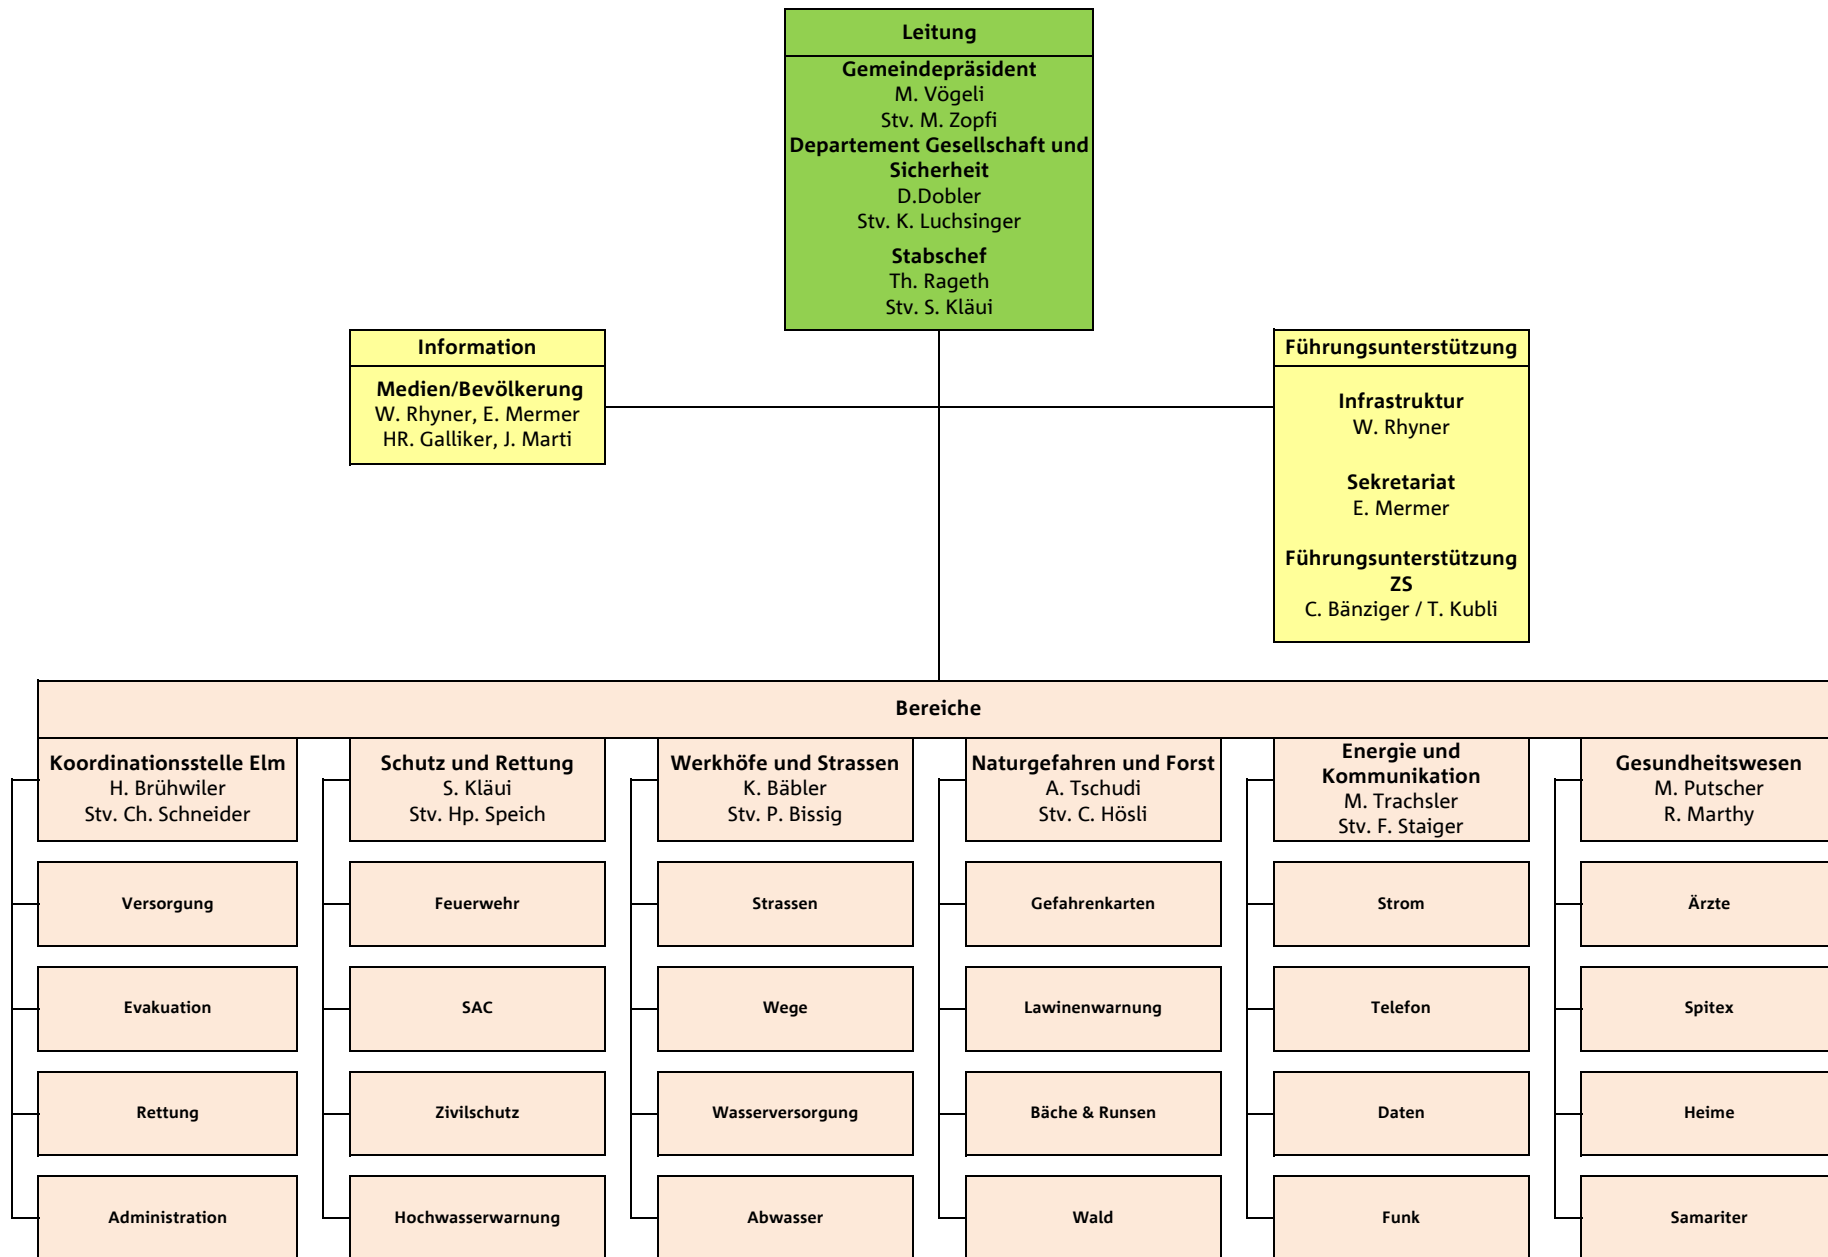 Leitung
Gemeindepräsident
M. Vögeli
Stv. M. Zopfi
Departement Gesellschaft und
Sicherheit
D.Dobler
Stv. K. Luchsinger
Stabschef
Th. Rageth
Stv. S. Kläui
Information
Medien/Bevölkerung
W. Rhyner, E. Mermer
HR. Galliker, J. Marti
Führungsunterstützung
Infrastruktur
W. Rhyner
Sekretariat
E. Mermer
Führungsunterstützung
ZS
C. Bänziger / T. Kubli
Bereiche
Koordinationsstelle Elm
H. Brühwiler
Stv. Ch. Schneider
Versorgung
Evakuation
Rettung
Administration
Schutz und Rettung
S. Kläui
Stv. Hp. Speich
Feuerwehr
SAC
Zivilschutz
Hochwasserwarnung
Werkhöfe und Strassen
K. Bäbler
Stv. P. Bissig
Strassen
Wege
Wasserversorgung
Abwasser
Naturgefahren und Forst
A. Tschudi
Stv. C. Hösli
Gefahrenkarten
Lawinenwarnung
Bäche & Runsen
Wald
Energie und
Kommunikation
M. Trachsler
Stv. F. Staiger
Strom
Telefon
Daten
Funk
Gesundheitswesen
M. Putscher
R. Marthy
Ärzte
Spitex
Heime
Samariter